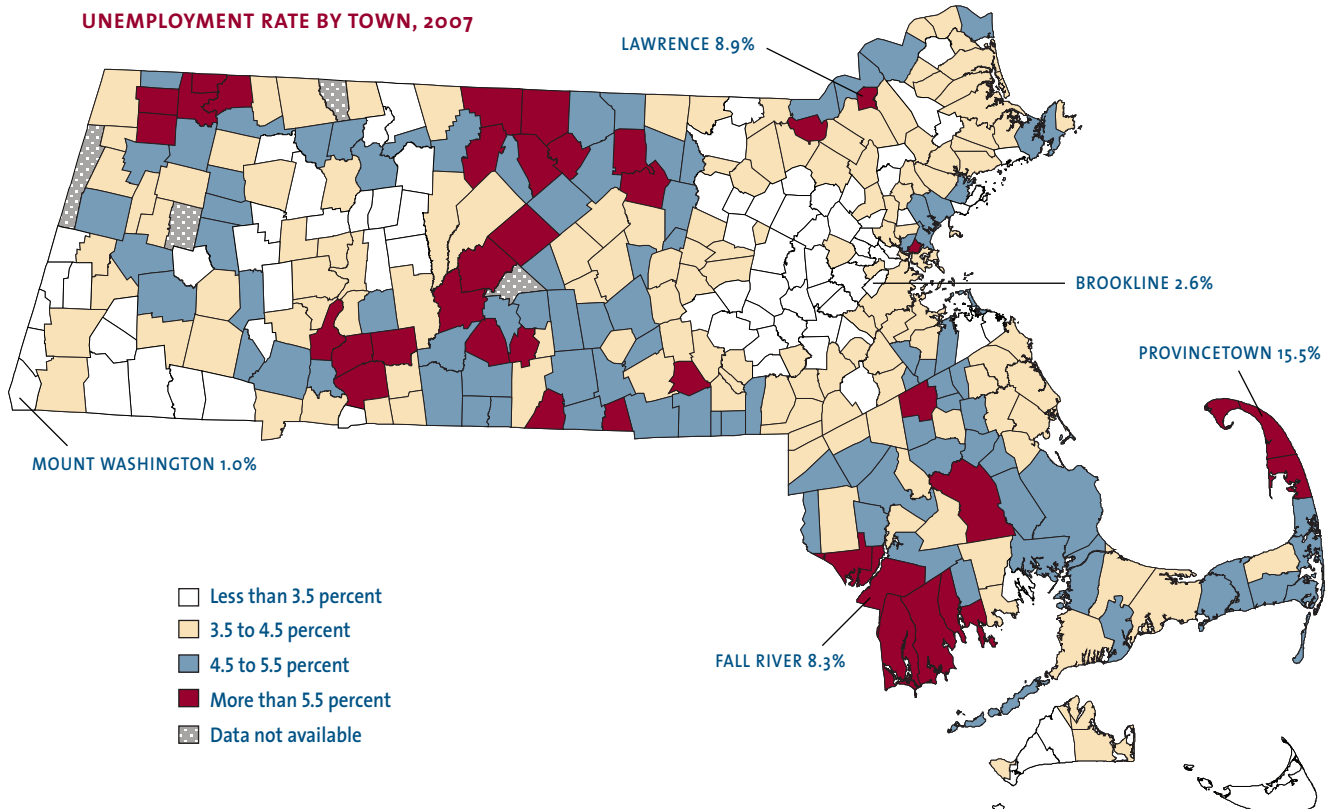 UNEMPLOYMENT RATE BY TOWN, 2007
LAWRENCE 8.9%
BROOKLINE 2.6%
PROVINCETOWN 15.5%
MOUNT WASHINGTON 1.0%
Less than 3.5 percent
3.5 to 4.5 percent
4.5 to 5.5 percent
FALL RIVER 8.3%
More than 5.5 percent
Data not available